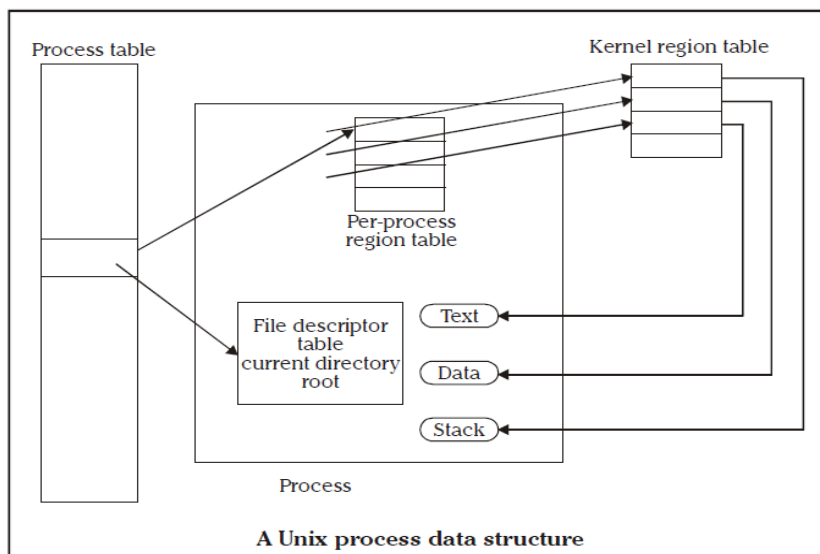 Process table
Kernel region table
Per-process
region table
File descriptor
table
current directory
root
Text
Data
Stack
Process
A Unix process data structure